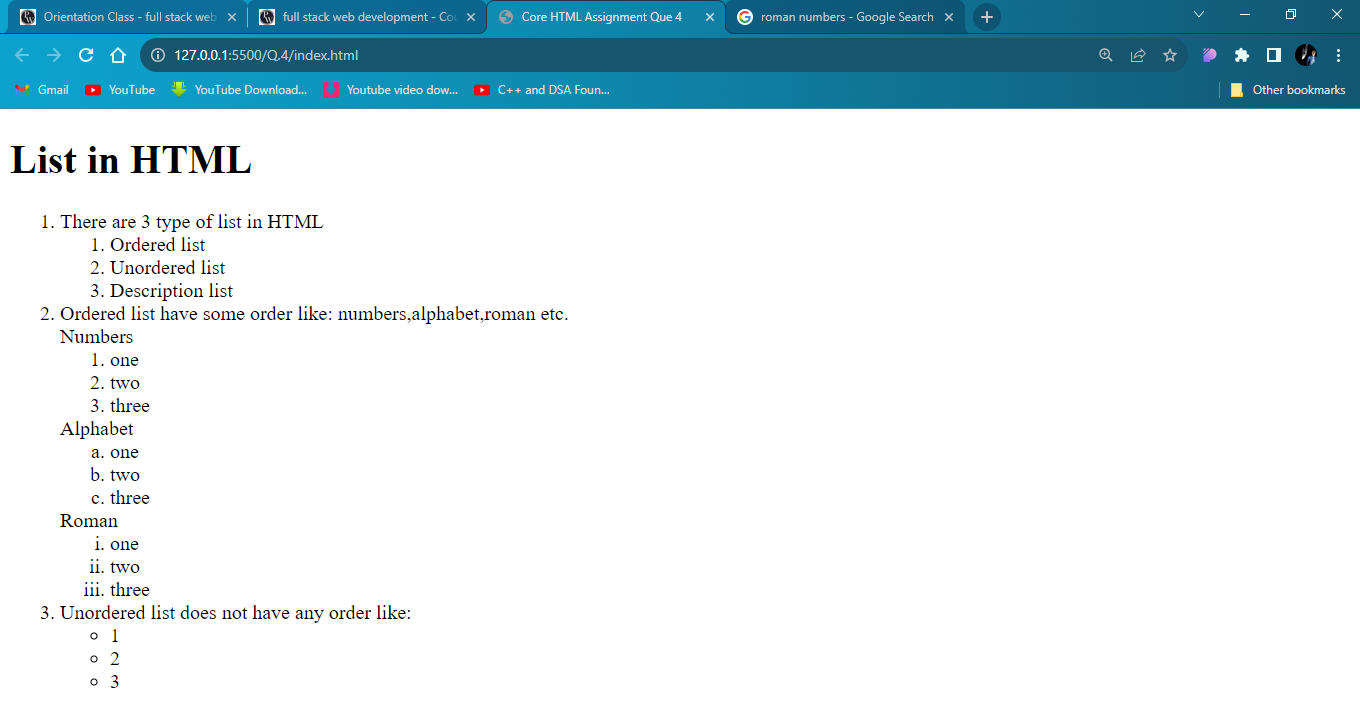 Orientation Class - full stack web
full stack web development - Cou
Core HTML Assignment Que 4
roman numbers - Google Search
127.0.0.1:5500/Q.4/index.html
Gmail
YouTube
YouTube Download...
Youtube video dow...
C++ and DSA Foun...
Other bookmarks
List in HTML
1. There are 3 type of list in HTML
1. Ordered list
2. Unordered list
3. Description list
2. Ordered list have some order like: numbers,alphabet,roman etc.
Numbers
1. one
2. two
3. three
Alphabet
a. one
b. two
c. three
Roman
i. one
ii. two
iii. three
3. Unordered list does not have any order like:
1
2
3